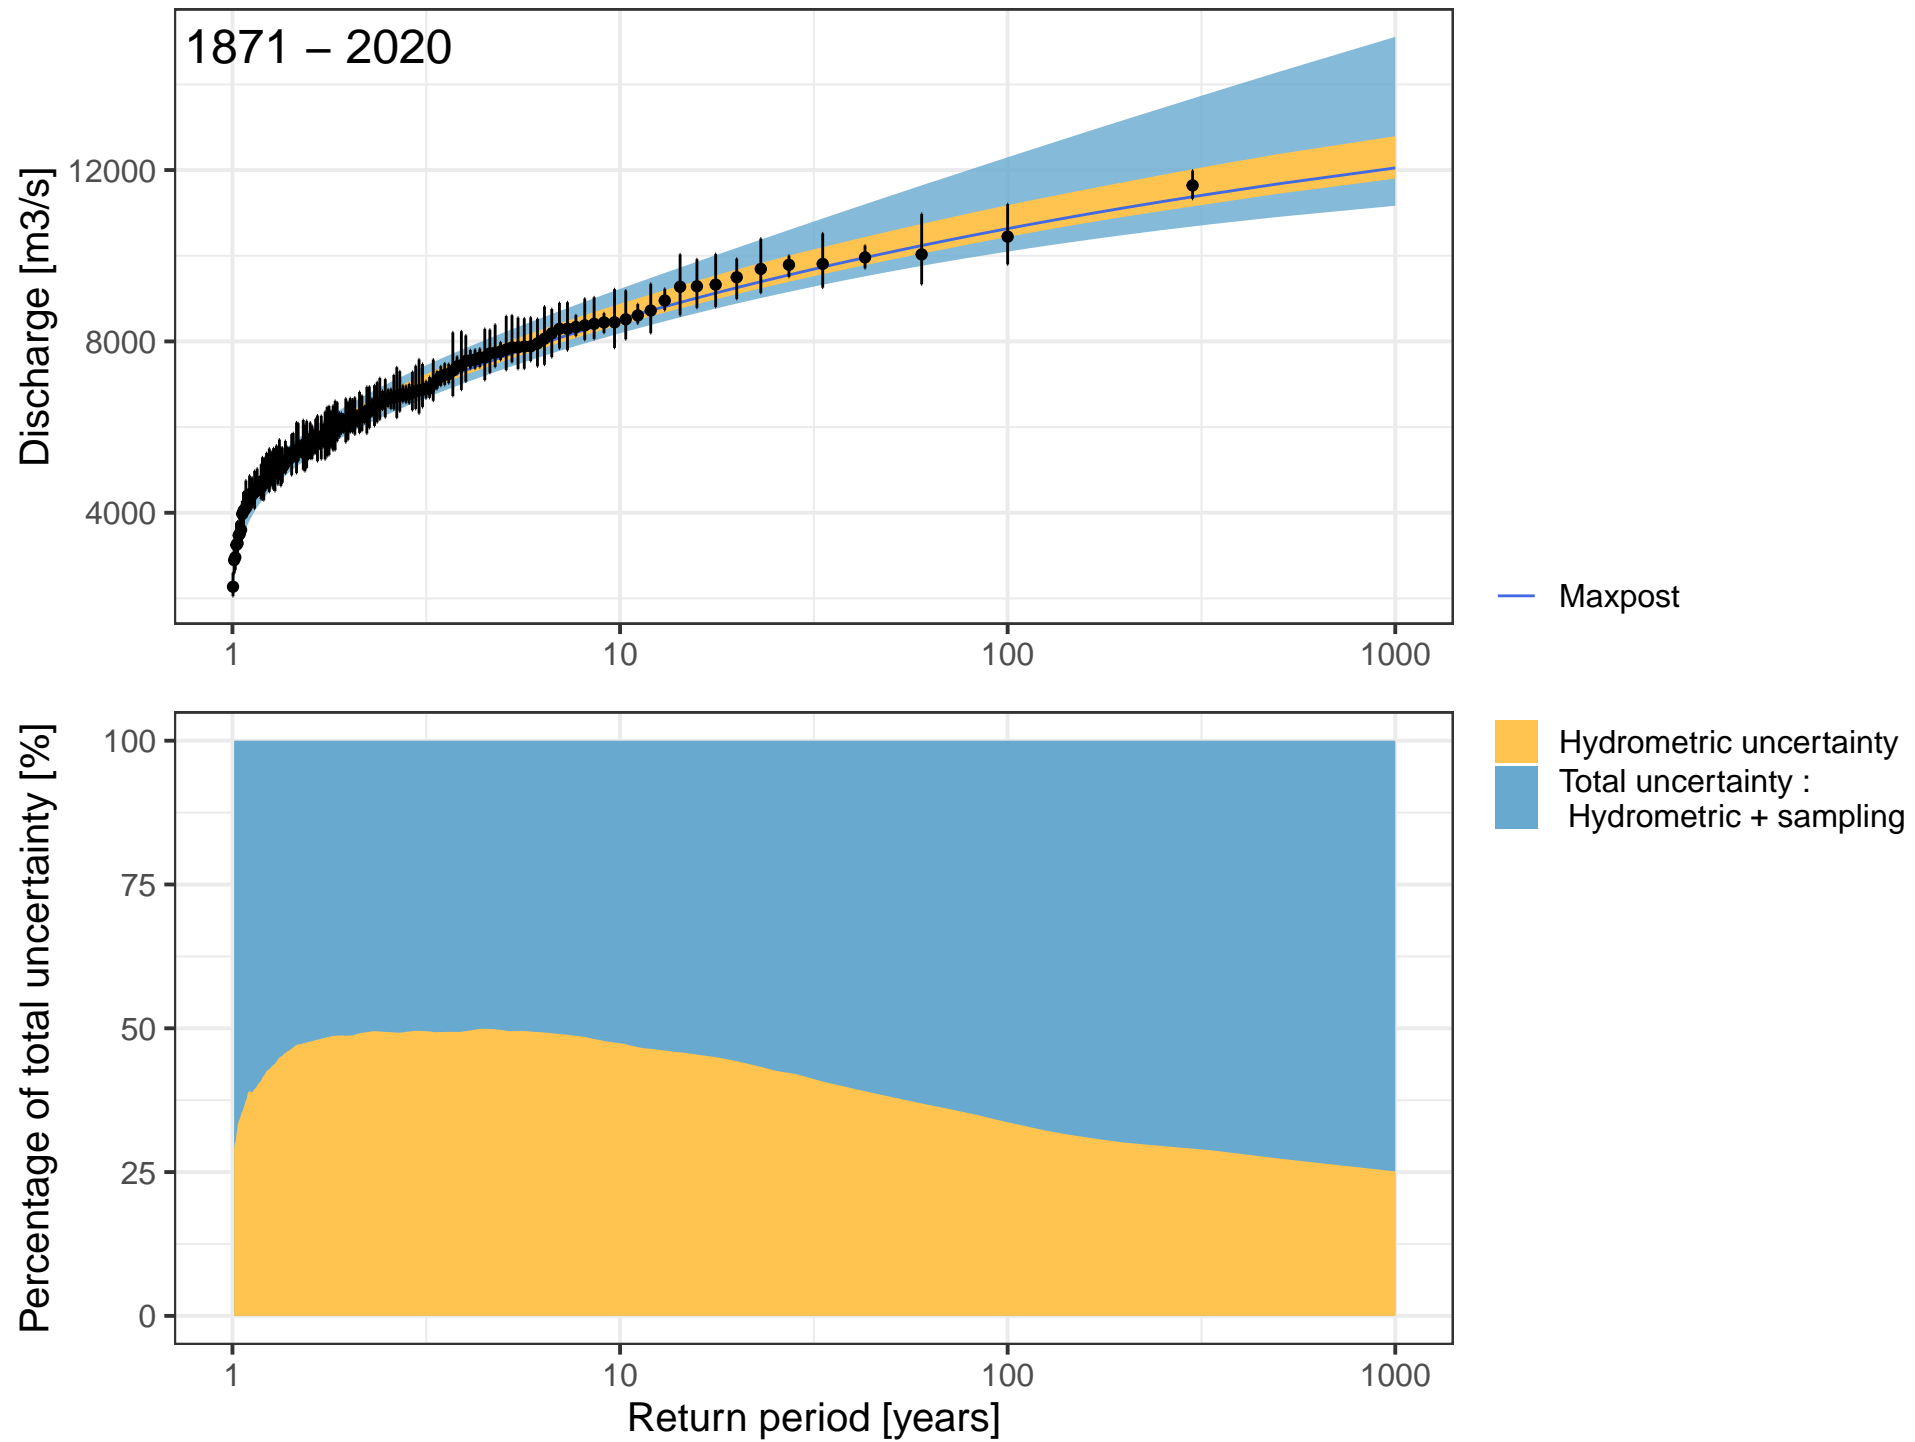 1871 – 2020
Discharge [m3/s]
12000
8000
4000
1
10
100
1000
Maxpost
Percentage of total uncertainty [%]
100
75
50
25
0
1
10
100
1000
Return period [years]
Hydrometric uncertainty
Total uncertainty :
Hydrometric + sampling